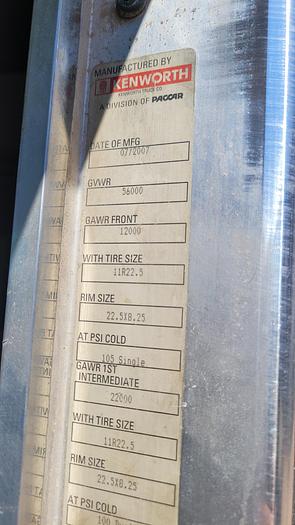 MANUFACTURED BY
KENWORTH
KENWORTH TRUCK CO.
A DIVISION OF PACCAR
DATE OF MFG
07/2007
GVWR
56000
GAWR FRONT
12000
WITH TIRE SIZE
11R22.5
RIM SIZE
22.5X8.25
AT PSI COLD
105 Single
GAWR 1ST
INTERMEDIATE
22000
WITH TIRE SIZE
11R22.5
RIM SIZE
22.5X8.25
AT PSI COLD
100